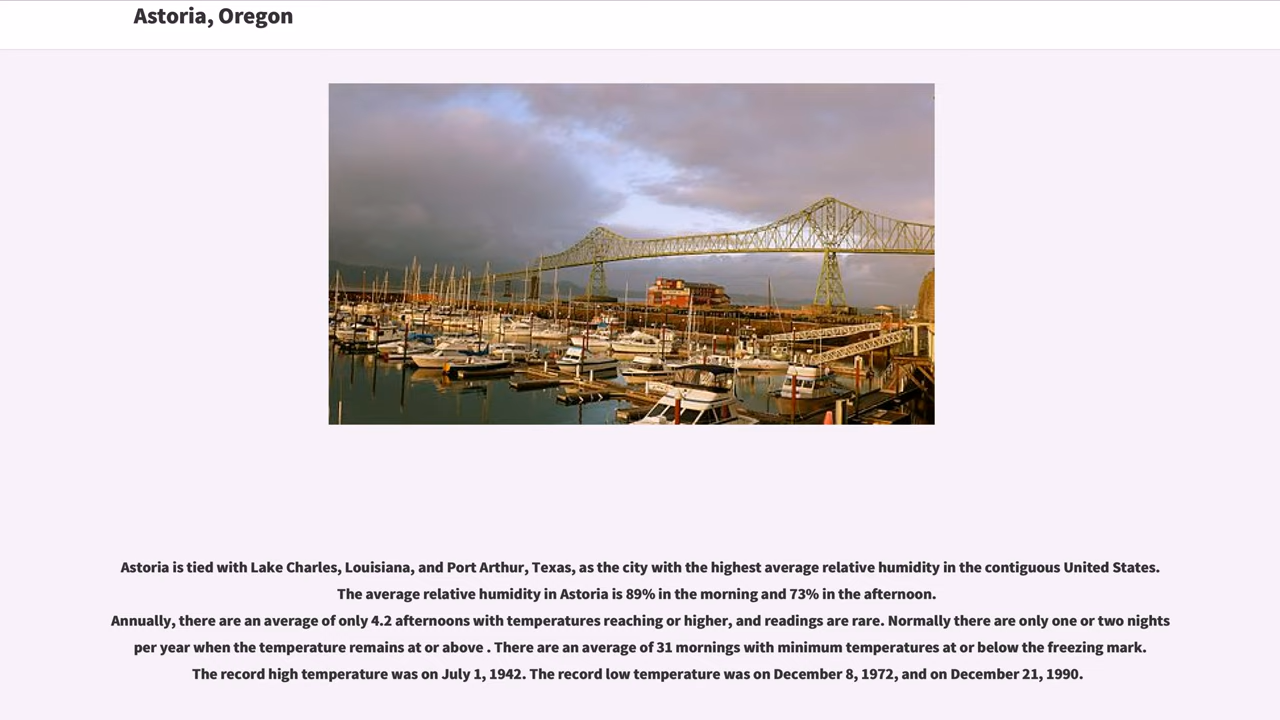 Astoria, Oregon
Astoria is tied with Lake Charles, Louisiana, and Port Arthur, Texas, as the city with the highest average relative humidity in the contiguous United States.
The average relative humidity in Astoria is 89% in the morning and 73% in the afternoon.
Annually, there are an average of only 4.2 afternoons with temperatures reaching or higher, and readings are rare. Normally there are only one or two nights
per year when the temperature remains at or above . There are an average of 31 mornings with minimum temperatures at or below the freezing mark.
The record high temperature was on July 1, 1942. The record low temperature was on December 8, 1972, and on December 21, 1990.